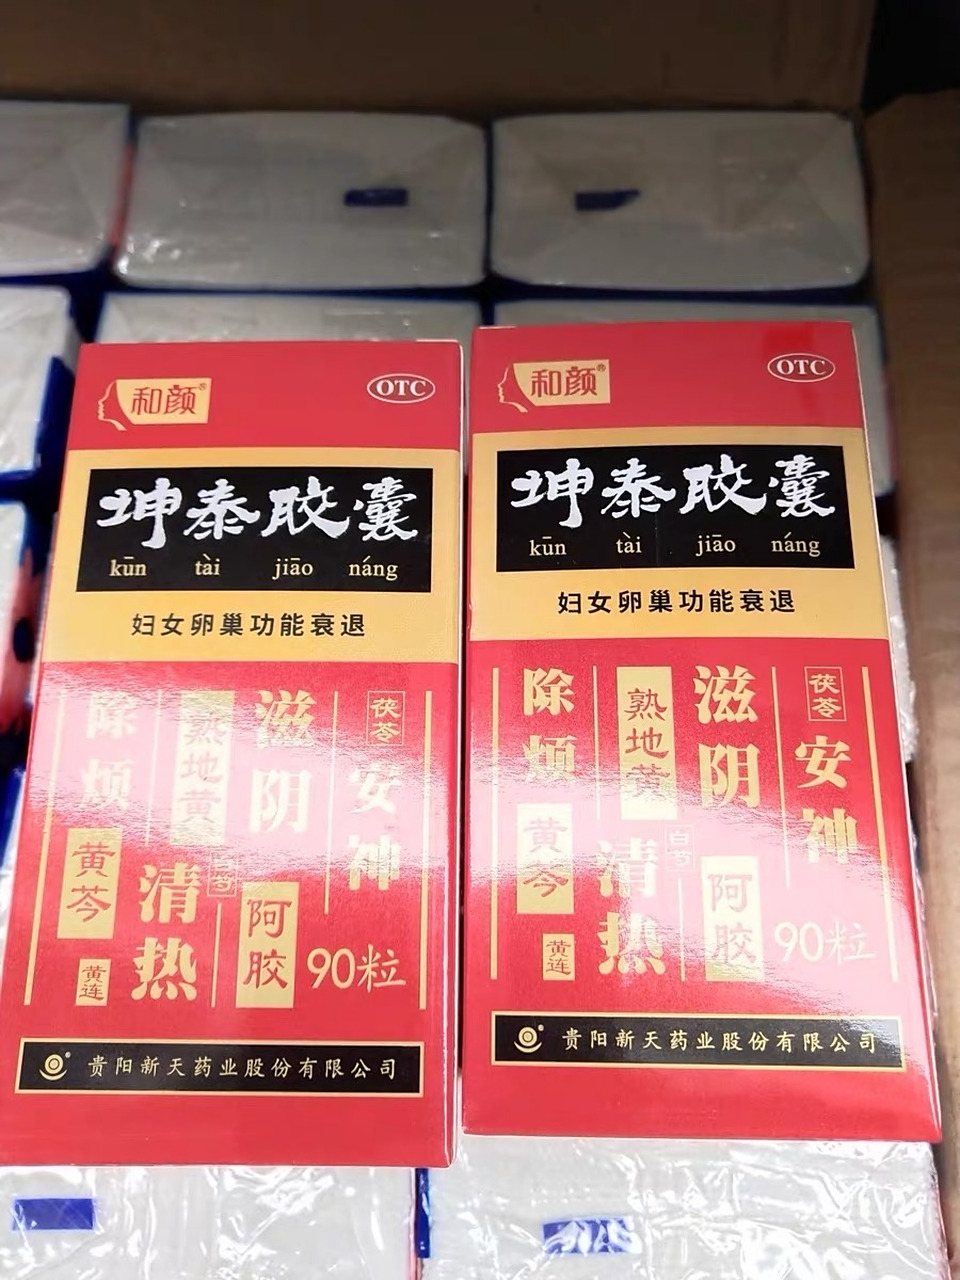 和颜®
OTC
坤泰胶囊
kūn tài jiāo náng
妇女卵巢功能衰退
茯苓
安神
滋阴
阿胶
熟地黄
白芍
清热
除烦
黄芩
黄连
90粒
贵阳新天药业股份有限公司
和颜®
OTC
坤泰胶囊
kūn tài jiāo náng
妇女卵巢功能衰退
茯苓
安神
滋阴
阿胶
熟地黄
白芍
清热
除烦
黄芩
黄连
90粒
贵阳新天药业股份有限公司